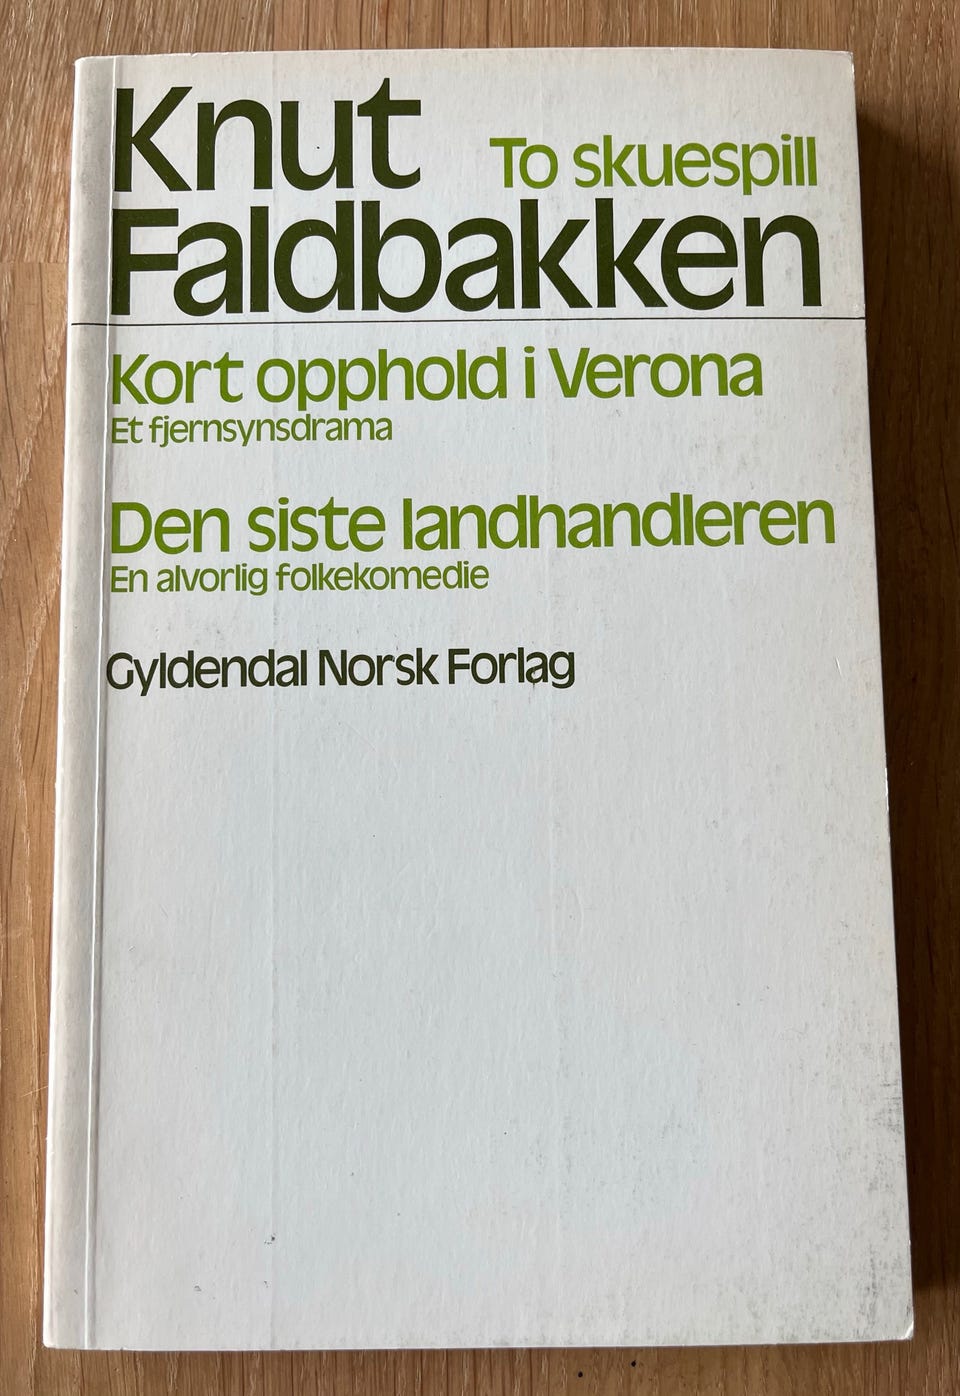 Knut
To skuespill
Faldbakken
Kort opphold i Verona
Et fjernsynsdrama
Den siste landhandleren
En alvorlig folkekomedie
Gyldendal Norsk Forlag